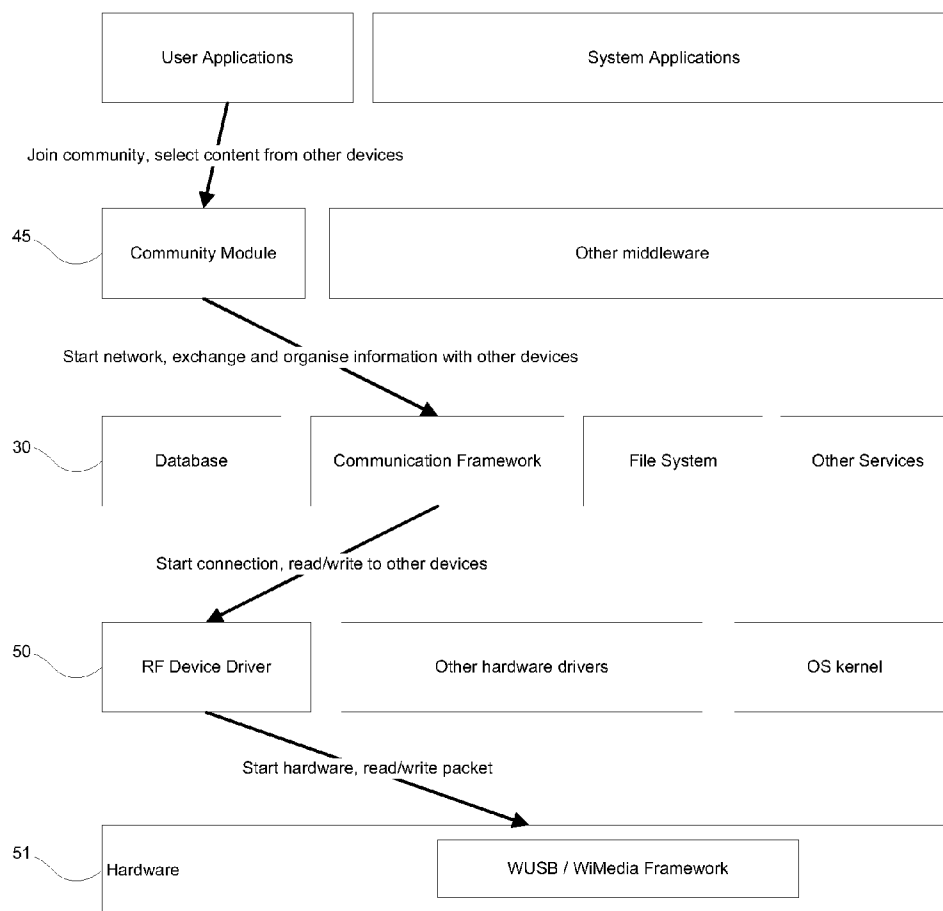 User Applications
System Applications
Join community, select content from other devices
45
Community Module
Other middleware
Start network, exchange and organise information with other devices
30
Database
Communication Framework
File System
Other Services
Start connection, read/write to other devices
50
RF Device Driver
Other hardware drivers
OS kernel
Start hardware, read/write packet
51
Hardware
WUSB / WiMedia Framework